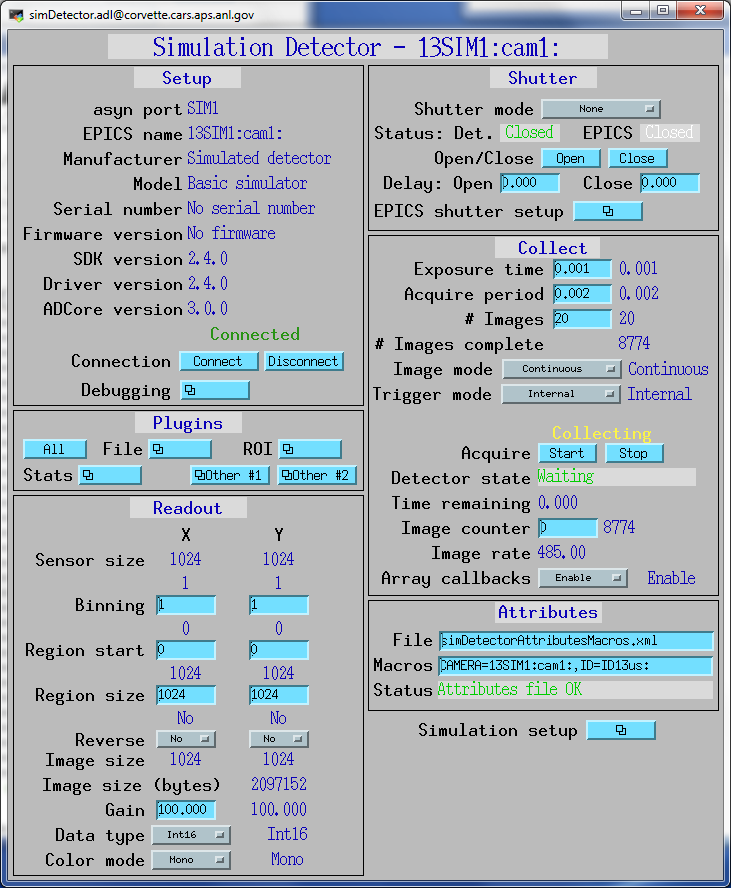 simDetector.adl@corvette.cars.aps.anl.gov
Simulation Detector - 13SIM1:cam1:
Setup
asyn port SIM1
EPICS name 13SIM1:cam1:
Manufacturer Simulated detector
Model Basic simulator
Serial number No serial number
Firmware version No firmware
SDK version 2.4.0
Driver version 2.4.0
ADCore version 3.0.0
Connected
Connection Connect Disconnect
Debugging
Plugins
All File ROI
Stats Other #1 Other #2
Readout
X Y
Sensor size 1024 1024
1 1
Binning 1 1
0 0
Region start 0 0
1024 1024
Region size 1024 1024
No No
Reverse No No
Image size 1024 1024
Image size (bytes) 2097152
Gain 100.000 100.000
Data type Int16 Int16
Color mode Mono Mono
Shutter
Shutter mode None
Status: Det. Closed EPICS Closed
Open/Close Open Close
Delay: Open 0.000 Close 0.000
EPICS shutter setup
Collect
Exposure time 0.001 0.001
Acquire period 0.002 0.002
# Images 20 20
# Images complete 8774
Image mode Continuous Continuous
Trigger mode Internal Internal
Collecting
Acquire Start Stop
Detector state Waiting
Time remaining 0.000
Image counter 0 8774
Image rate 485.00
Array callbacks Enable Enable
Attributes
File simDetectorAttributesMacros.xml
Macros CAMERA=13SIM1:cam1:,ID=ID13us:
Status Attributes file OK
Simulation setup